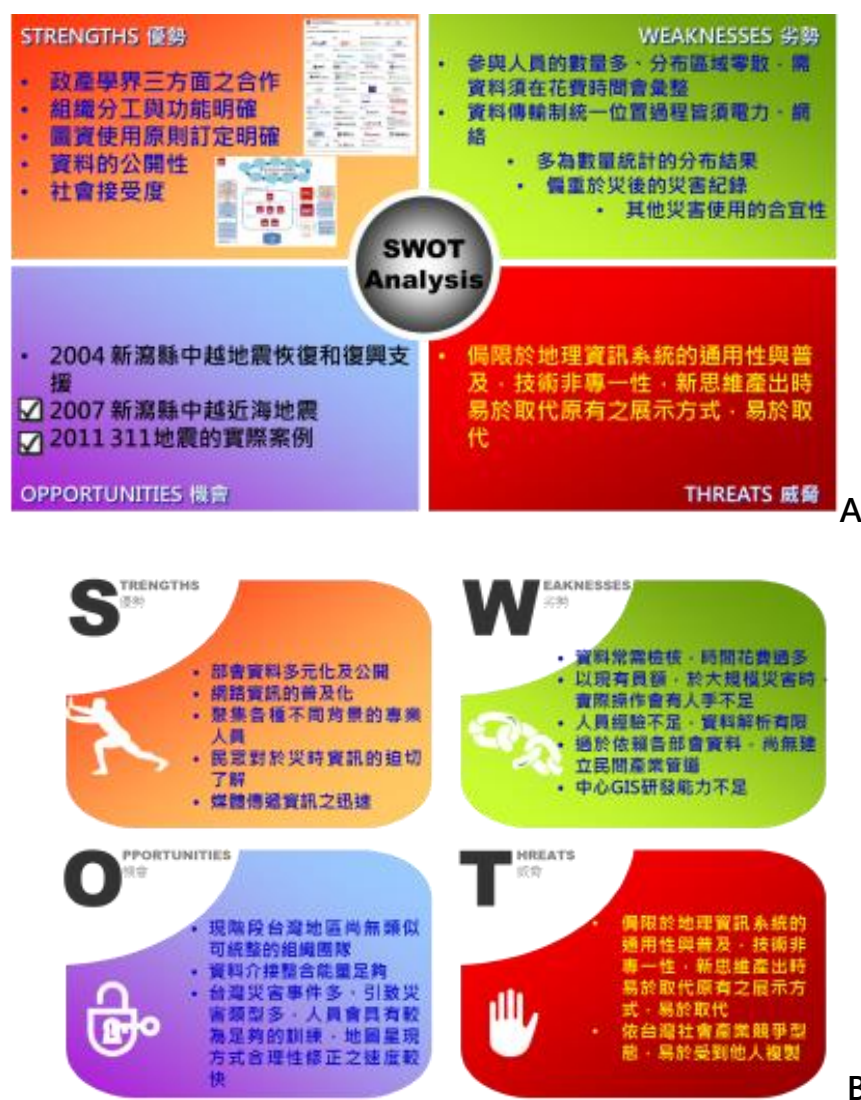 STRENGTHS 優勢
• 政產學界三方面之合作
• 組織分工與功能明確
• 圖資使用原則訂定明確
• 資料的公開性
• 社會接受度
WEAKNESSES 劣勢
• 參與人員的數量多、分布區域零散，需
資料須在花費時間會彙整
• 資料傳輸制統一位置過程皆須電力，網
絡
• 多為數量統計的分布結果
• 偏重於災後的災害紀錄
• 其他災害使用的合宜性
SWOT
Analysis
• 2004 新瀉縣中越地震恢復和復興支
援
2007 新瀉縣中越近海地震
2011 311地震的實際案例
OPPORTUNITIES 機會
• 侷限於地理資訊系統的通用性與普
及，技術非專一性，新思維產出時
易於取代原有之展示方式，易於取
代
THREATS 威脅
A
STRENGTHS
優勢
• 部會資料多元化及公開
• 網路資訊的普及化
• 聚集各種不同背景的專業
人員
• 民眾對於災時資訊的迫切
了解
• 媒體傳遞資訊之迅速
WEAKNESSES
劣勢
• 資料常需檢核，時間花費過多
• 以現有員額，於大規模災害時，
實際操作會有人手不足
• 人員經驗不足，資料解析有限
• 過於依賴各部會資料，尚無建
立民間產業管道
• 中心GIS研發能力不足
OPPORTUNITIES
機會
• 現階段台灣地區尚無類似
可統整的組織團隊
• 資料介接整合能量足夠
• 台灣災害事件多、引致災
害類型多，人員會具有較
為足夠的訓練，地圖呈現
方式合理性修正之速度較
快
THREATS
威脅
• 侷限於地理資訊系統的
通用性與普及，技術非
專一性，新思維產出時
易於取代原有之展示方
式，易於取代
• 依台灣社會產業競爭型
態，易於受到他人複製
B